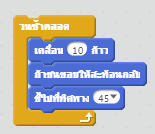 วนซ้ำตลอด
เคลื่อน 10 ก้าว
ถ้าชนขอบให้สะท้อนกลับ
ชี้ไปที่ทิศทาง 45